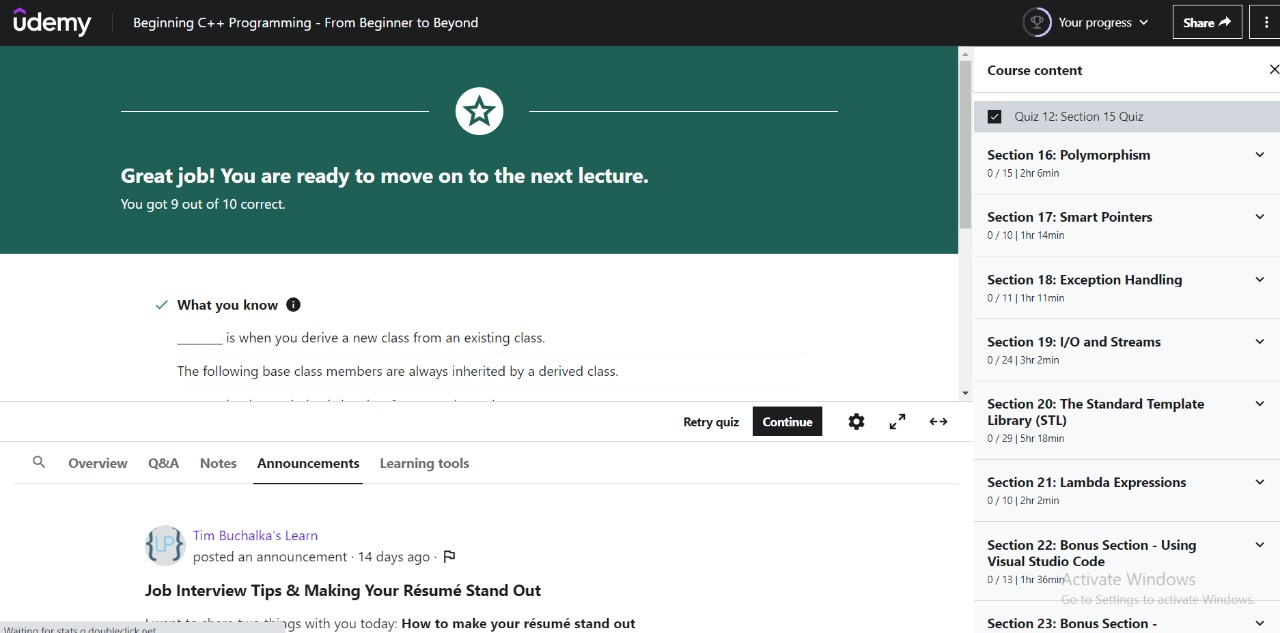 ûdemy
Beginning C++ Programming - From Beginner to Beyond
Your progress
Share
Great job! You are ready to move on to the next lecture.
You got 9 out of 10 correct.
What you know
_______ is when you derive a new class from an existing class.
The following base class members are always inherited by a derived class.
Retry quiz
Continue
Overview
Q&A
Notes
Announcements
Learning tools
{LP}
Tim Buchalka's Learn
posted an announcement · 14 days ago ·
Job Interview Tips & Making Your Résumé Stand Out
I want to share two things with you today: How to make your résumé stand out
Waiting for stats.g.doubleclick.net
Course content
Quiz 12: Section 15 Quiz
Section 16: Polymorphism
0 / 15 | 2hr 6min
Section 17: Smart Pointers
0 / 10 | 1hr 14min
Section 18: Exception Handling
0 / 11 | 1hr 11min
Section 19: I/O and Streams
0 / 24 | 3hr 2min
Section 20: The Standard Template
Library (STL)
0 / 29 | 5hr 18min
Section 21: Lambda Expressions
0 / 10 | 2hr 2min
Section 22: Bonus Section - Using
Visual Studio Code
0 / 13 | 1hr 36min
Activate Windows
Go to Settings to activate Windows.
Section 23: Bonus Section -